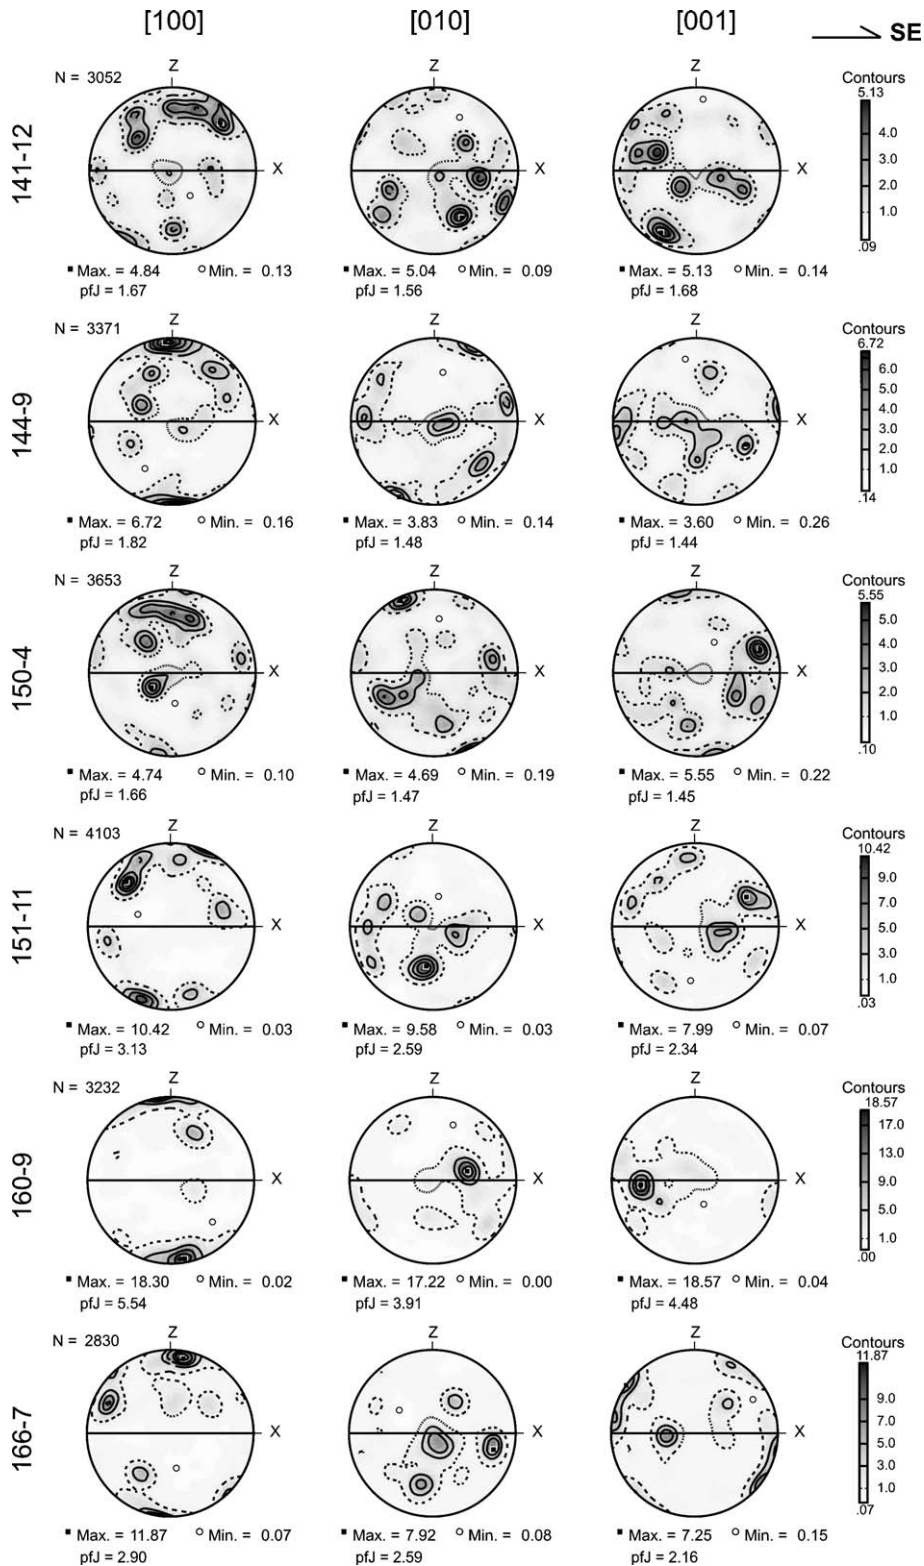 [100] [010] [001] SE
141-12
N = 3052
Z Z Z
X X X
Contours
5.13
4.0
3.0
2.0
1.0
.09
Max. = 4.84 Min. = 0.13 Max. = 5.04 Min. = 0.09 Max. = 5.13 Min. = 0.14
pfJ = 1.67 pfJ = 1.56 pfJ = 1.68
144-9
N = 3371
Z Z Z
X X X
Contours
6.72
6.0
5.0
4.0
3.0
2.0
1.0
.14
Max. = 6.72 Min. = 0.16 Max. = 3.83 Min. = 0.14 Max. = 3.60 Min. = 0.26
pfJ = 1.82 pfJ = 1.48 pfJ = 1.44
150-4
N = 3653
Z Z Z
X X X
Contours
5.55
5.0
4.0
3.0
2.0
1.0
.10
Max. = 4.74 Min. = 0.10 Max. = 4.69 Min. = 0.19 Max. = 5.55 Min. = 0.22
pfJ = 1.66 pfJ = 1.47 pfJ = 1.45
151-11
N = 4103
Z Z Z
X X X
Contours
10.42
9.0
7.0
5.0
3.0
1.0
.03
Max. = 10.42 Min. = 0.03 Max. = 9.58 Min. = 0.03 Max. = 7.99 Min. = 0.07
pfJ = 3.13 pfJ = 2.59 pfJ = 2.34
160-9
N = 3232
Z Z Z
X X X
Contours
18.57
17.0
13.0
9.0
5.0
1.0
.00
Max. = 18.30 Min. = 0.02 Max. = 17.22 Min. = 0.00 Max. = 18.57 Min. = 0.04
pfJ = 5.54 pfJ = 3.91 pfJ = 4.48
166-7
N = 2830
Z Z Z
X X X
Contours
11.87
9.0
7.0
5.0
3.0
1.0
.07
Max. = 11.87 Min. = 0.07 Max. = 7.92 Min. = 0.08 Max. = 7.25 Min. = 0.15
pfJ = 2.90 pfJ = 2.59 pfJ = 2.16